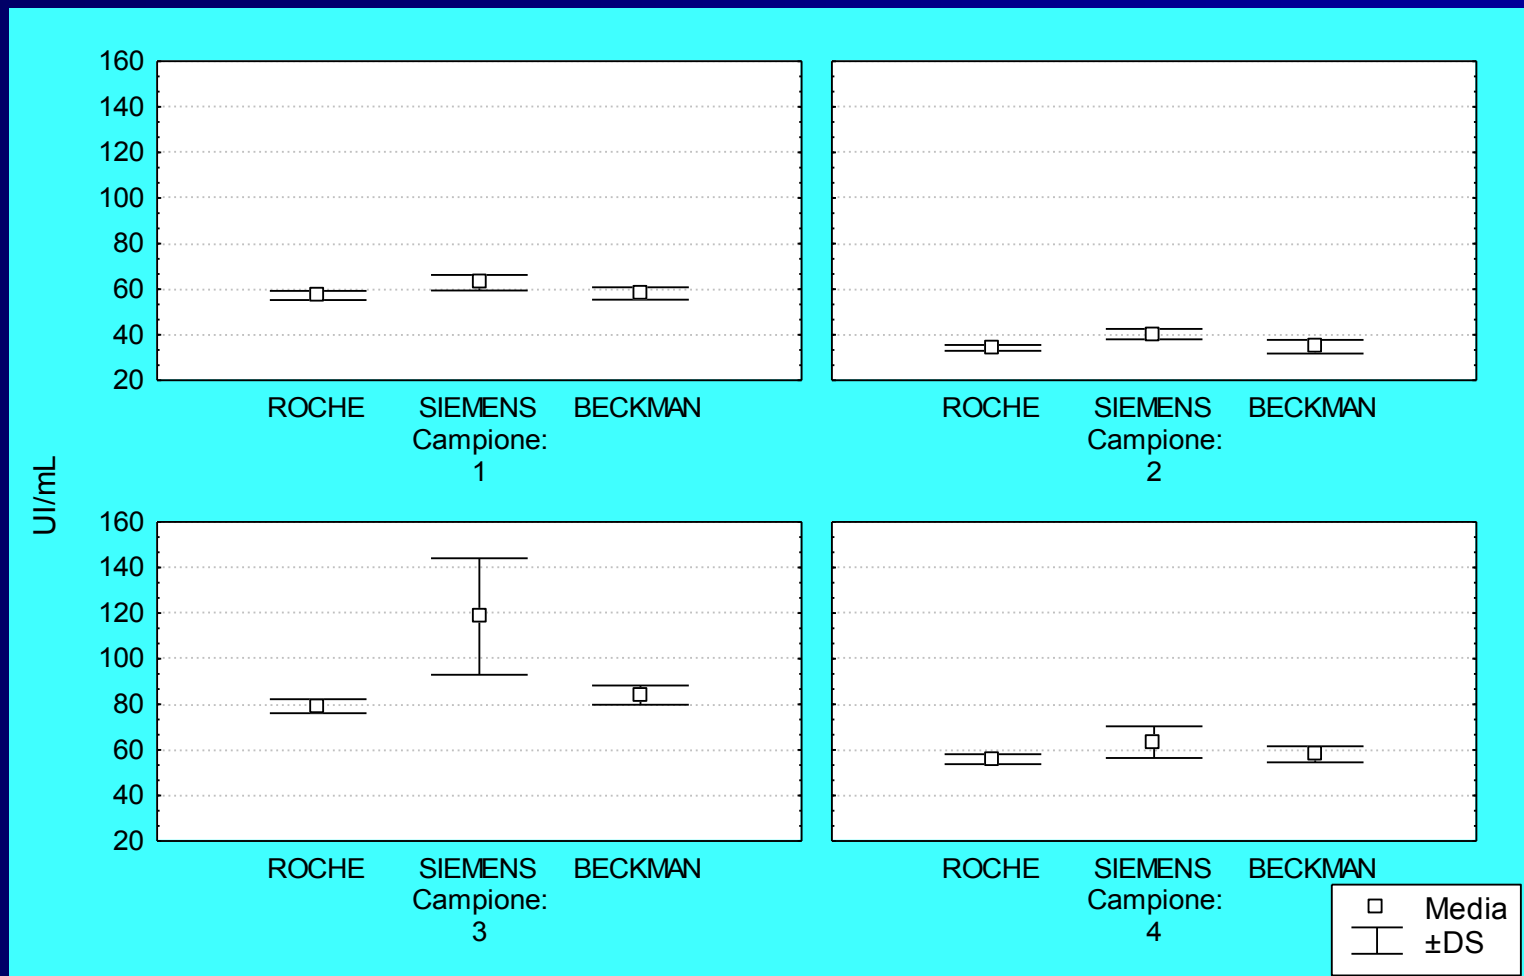 160
140
120
100
80
60
40
20
ROCHE SIEMENS BECKMAN
Campione:
1
ROCHE SIEMENS BECKMAN
Campione:
2
UI/mL
160
140
120
100
80
60
40
20
ROCHE SIEMENS BECKMAN
Campione:
3
ROCHE SIEMENS BECKMAN
Campione:
4
Media
±DS